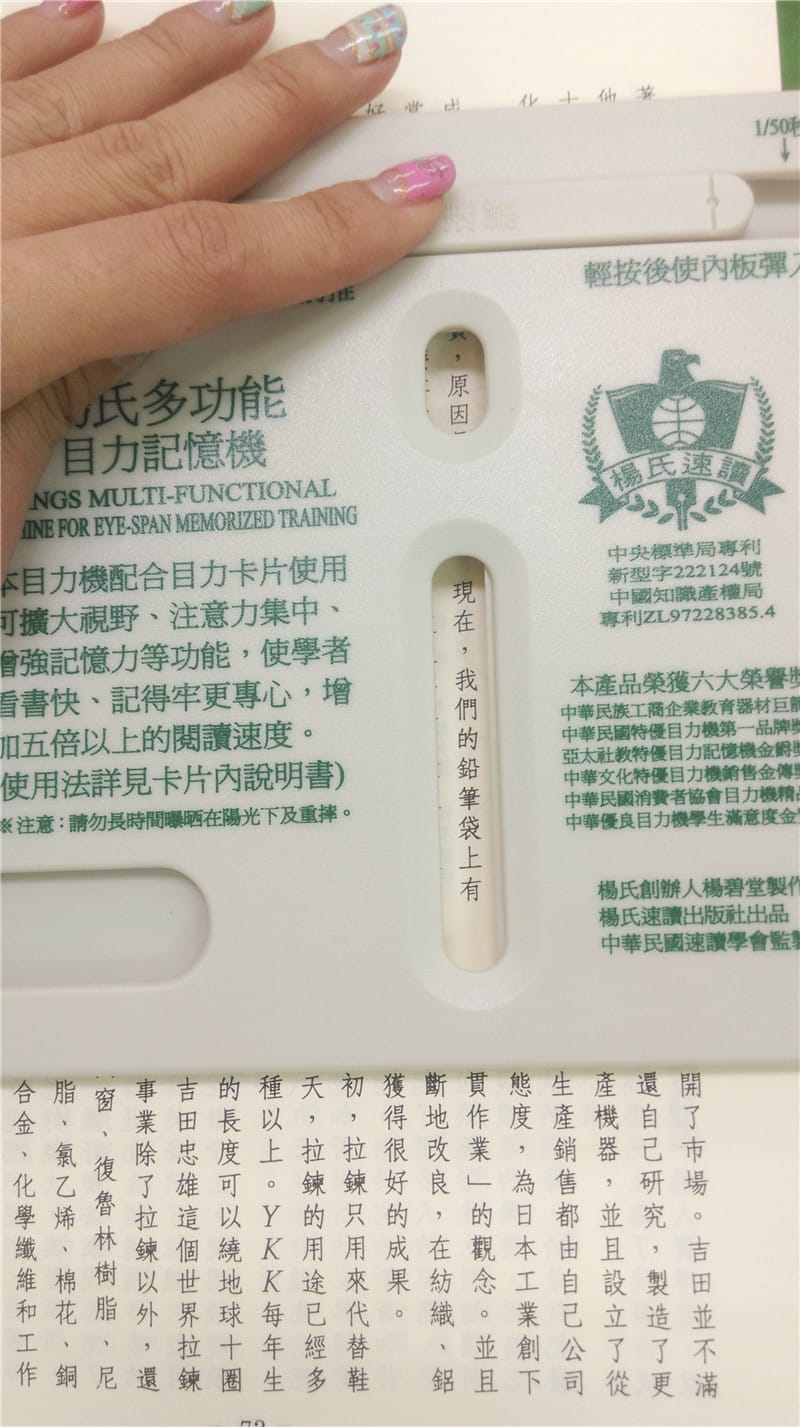 1/50秒
輕按後使內板彈入
氏多功能
目力記憶機
NGS MULTI-FUNCTIONAL
INE FOR EYE-SPAN MEMORIZED TRAINING
本目力機配合目力卡片使用
可擴大視野、注意力集中、
增強記憶力等功能，使學者
看書快、記得牢更專心，增
加五倍以上的閱讀速度。
使用法詳見卡片內說明書)
※注意：請勿長時間曝晒在陽光下及重摔。
，原因
現在，我們的鉛筆袋上有
楊氏速讀
中央標準局專利
新型字222124號
中國知識產權局
專利ZL97228385.4
本產品榮獲六大榮譽獎
中華民族工商企業教育器材巨龍
中華民國特優目力機第一品牌獎
亞太社教特優目力記憶機金爵獎
中華文化特優目力機銷售金傳獎
中華民國消費者協會目力機精品
中華優良目力機學生滿意度金
楊氏創辦人楊碧堂製作
楊氏速讀出版社出品
中華民國速讀學會監製
開了市場。吉田並不滿
還自己研究，製造了更
產機器，並且設立了從
生產銷售都由自己公司
態度，為日本工業創下
貫作業」的觀念。並且
斷地改良，在紡織、鋁
獲得很好的成果。
初，拉鍊只用來代替鞋
天，拉鍊的用途已經多
種以上。YKK每年生
的長度可以繞地球十圈
吉田忠雄這個世界拉鍊
事業除了拉鍊以外，還
窗、復魯林樹脂、尼
脂、氯乙烯、棉花、銅
合金、化學纖維和工作